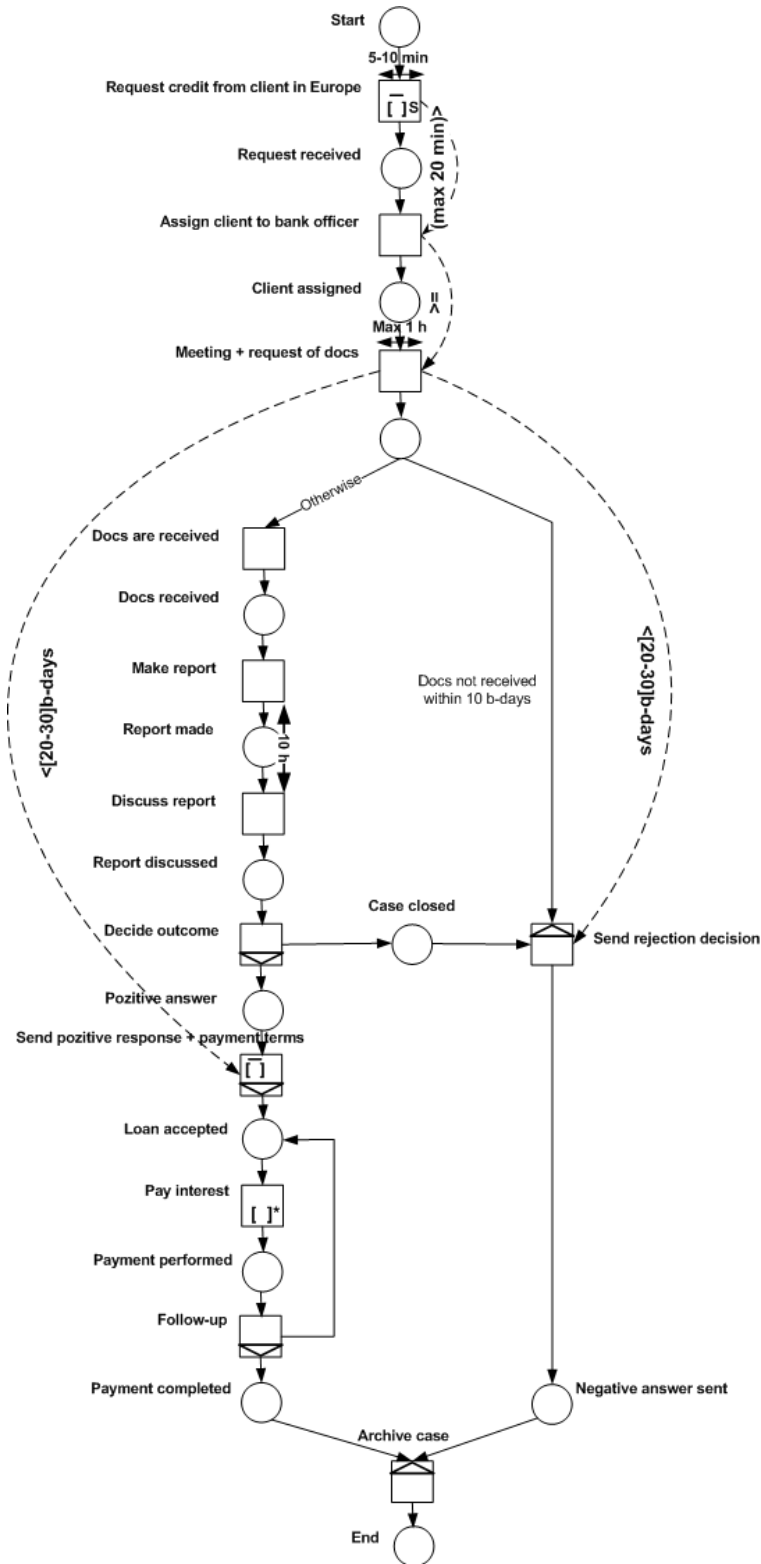 Start
5-10 min
Request credit from client in Europe
[ ] S
(max 20 min)>
Request received
Assign client to bank officer
Client assigned
>=
Max 1 h
Meeting + request of docs
Otherwise
Docs are received
Docs received
<[20-30]b-days
<[20-30]b-days
Make report
Docs not received
within 10 b-days
Report made
10 h
Discuss report
Report discussed
Case closed
Decide outcome
Send rejection decision
Pozitive answer
Send pozitive response + payment terms
[ ]
Loan accepted
Pay interest
[ ]*
Payment performed
Follow-up
Payment completed
Negative answer sent
Archive case
End